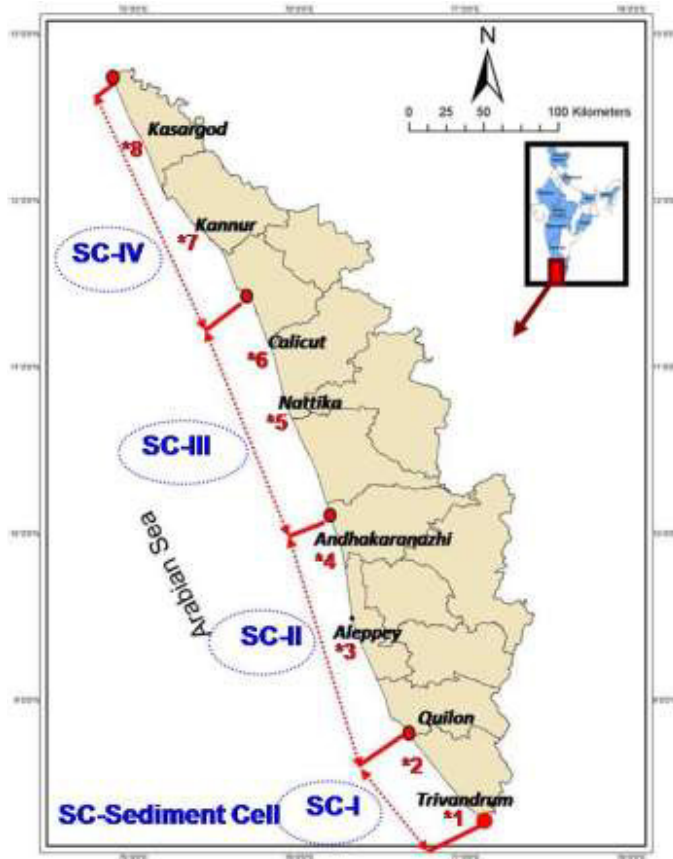 N
0 25 50 100 Kilometers
Kasargod
*8
Kannur
*7
SC-IV
*6
Calicut
Nattika
*5
SC-III
Andhakaranazhi
*4
Arabian Sea
SC-II
Aleppey
*3
Quilon
*2
Trivandrum
*1
SC-I
SC-Sediment Cell